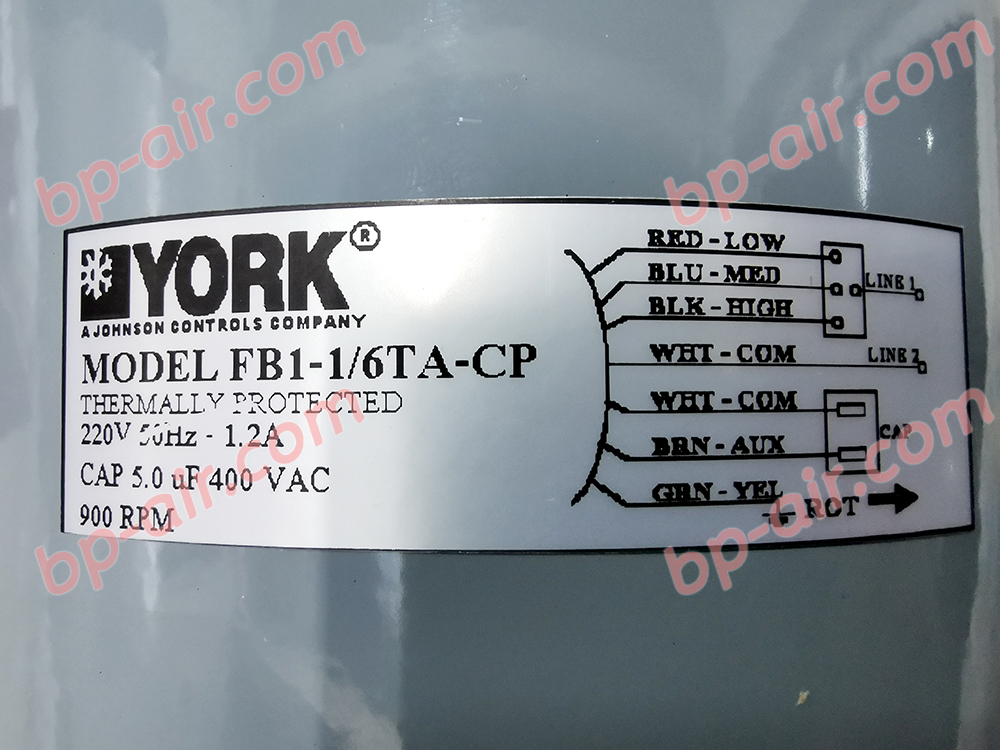 YORK®
A JOHNSON CONTROLS COMPANY
MODEL FB1-1/6TA-CP
THERMALLY PROTECTED
220V 50Hz - 1.2A
CAP 5.0 uF 400 VAC
900 RPM
RED - LOW
BLU - MED
LINE 1
BLK - HIGH
WHT - COM
LINE 2
WHT - COM
CAP
BRN - AUX
GRN - YEL
ROT
bp-air.com
bp-air.com
bp-air.com
bp-air.com